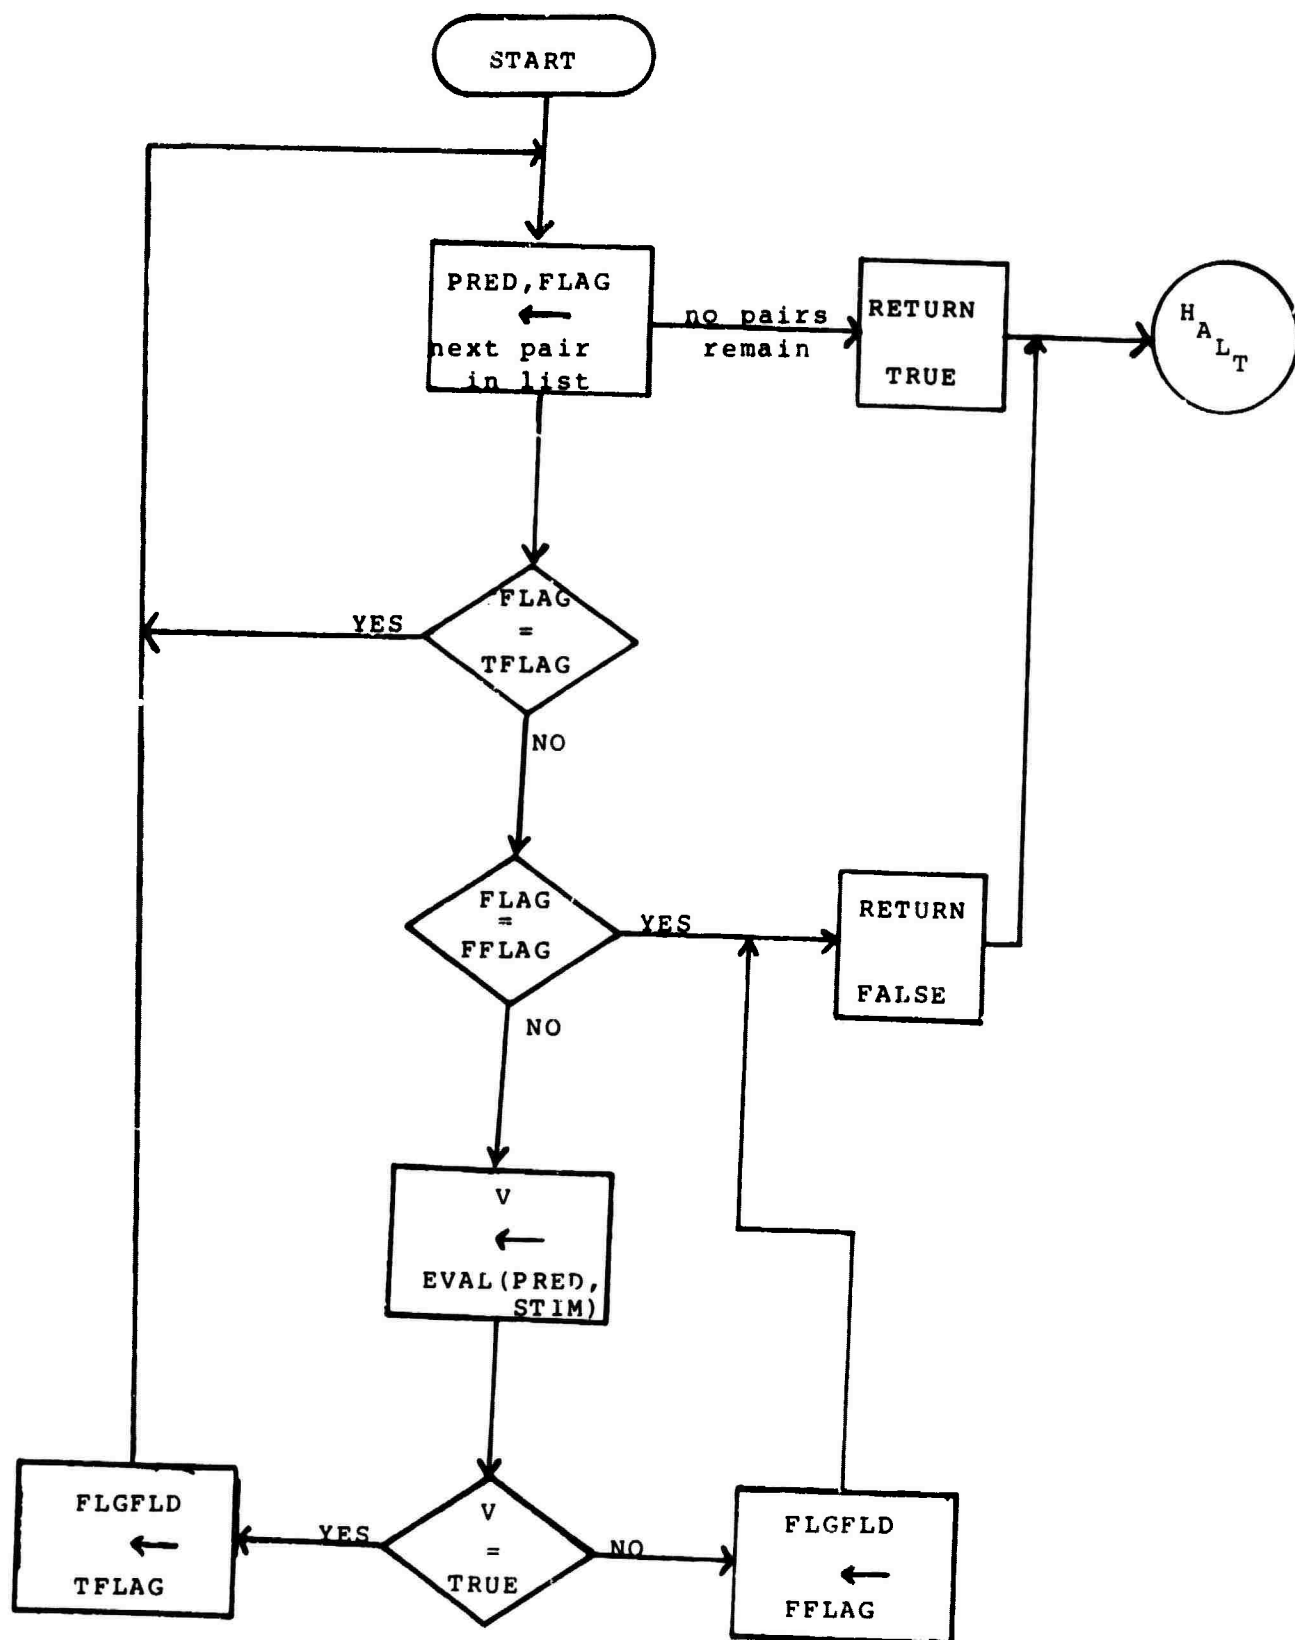 START
PRED,FLAG
←
next pair
in list
no pairs
remain
RETURN
TRUE
HALT
FLAG
=
TFLAG
YES
NO
FLAG
=
FFLAG
YES
NO
RETURN
FALSE
V
←
EVAL(PRED,
STIM)
V
=
TRUE
YES
NO
FLGFLD
←
TFLAG
FLGFLD
←
FFLAG